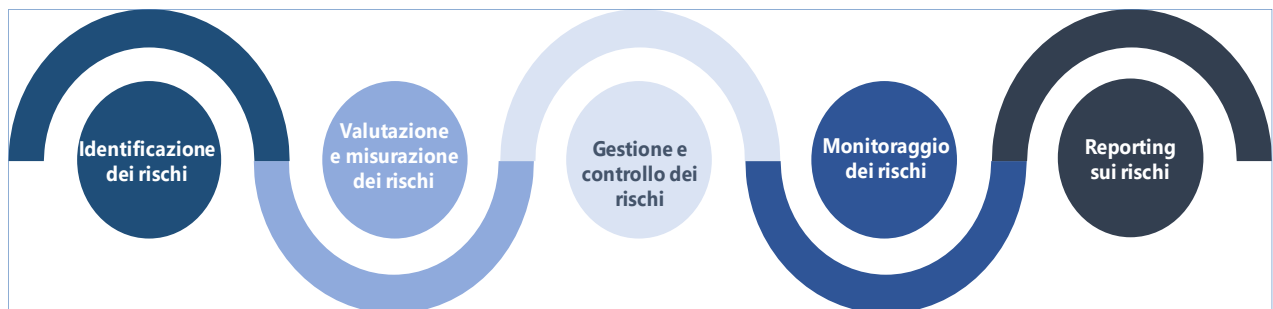 Identificazione
dei rischi
Valutazione
e misurazione
dei rischi
Gestione e
controllo dei
rischi
Monitoraggio
dei rischi
Reporting
sui rischi